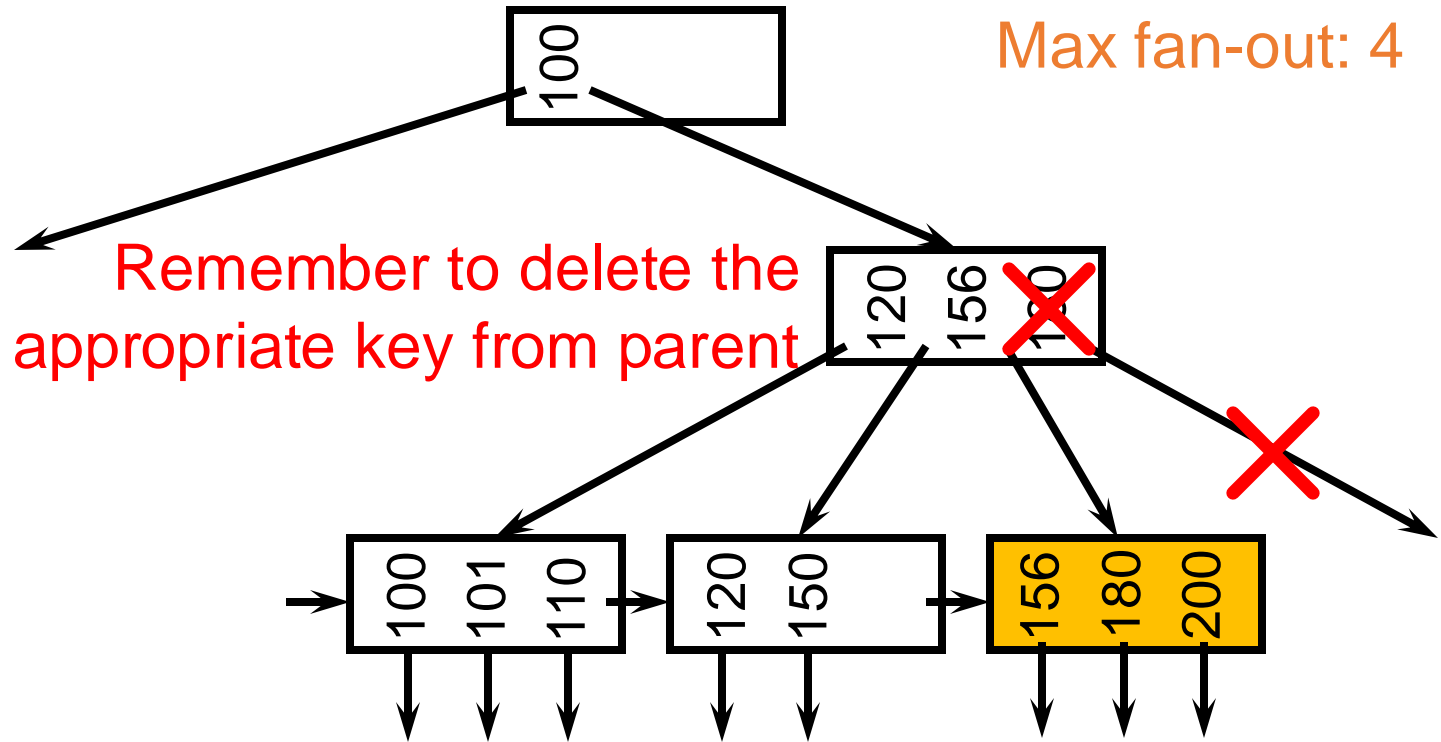 Max fan-out: 4
100
Remember to delete the
appropriate key from parent
120 156
100 101 110
120 150
156 180 200